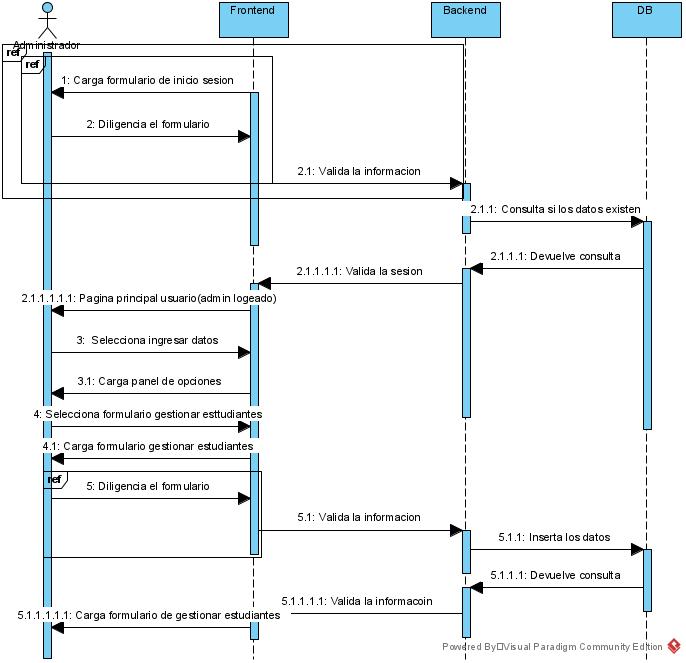 Frontend
Backend
DB
Administrador
ref
ref
1: Carga formulario de inicio sesion
2: Diligencia el formulario
2.1: Valida la informacion
2.1.1: Consulta si los datos existen
2.1.1.1: Devuelve consulta
2.1.1.1.1: Valida la sesion
2.1.1.1.1.1: Pagina principal usuario(admin logeado)
3: Selecciona ingresar datos
3.1: Carga panel de opciones
4: Selecciona formulario gestionar esttudiantes
4.1: Carga formulario gestionar estudiantes
ref
5: Diligencia el formulario
5.1: Valida la informacion
5.1.1: Inserta los datos
5.1.1.1: Devuelve consulta
5.1.1.1.1: Valida la informacoin
5.1.1.1.1.1: Carga formulario de gestionar estudiantes
Powered By Visual Paradigm Community Edition